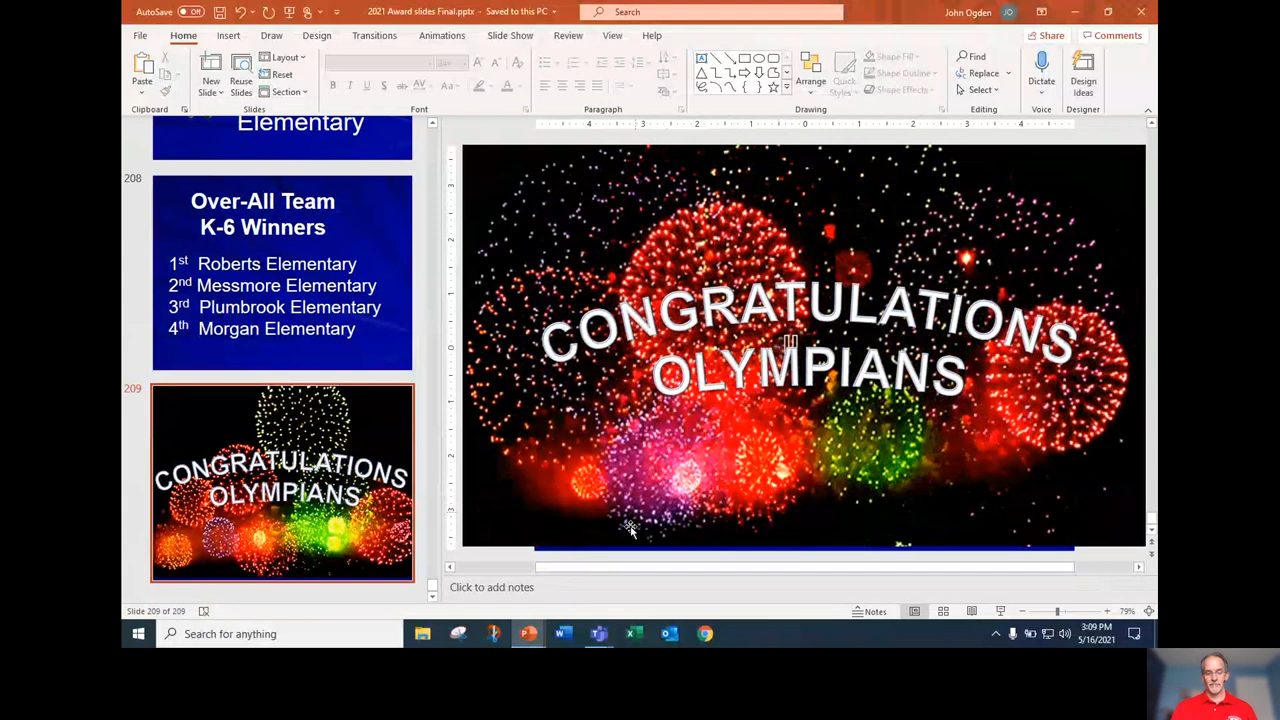 AutoSave Off 2021 Award slides Final.pptx - Saved to this PC Search John Ogden JO
File Home Insert Draw Design Transitions Animations Slide Show Review View Help Share Comments
Paste
Clipboard
New Slide
Reuse Slides
Layout
Reset
Section
Slides
Font
Paragraph
Arrange
Quick Styles
Shape Fill
Shape Outline
Shape Effects
Drawing
Find
Replace
Select
Editing
Dictate
Voice
Design Ideas
Designer
Elementary
208
Over-All Team
K-6 Winners
1st Roberts Elementary
2nd Messmore Elementary
3rd Plumbrook Elementary
4th Morgan Elementary
209
CONGRATULATIONS
OLYMPIANS
CONGRATULATIONS
OLYMPIANS
Click to add notes
Slide 209 of 209 Notes 79%
Search for anything
3:09 PM
5/16/2021